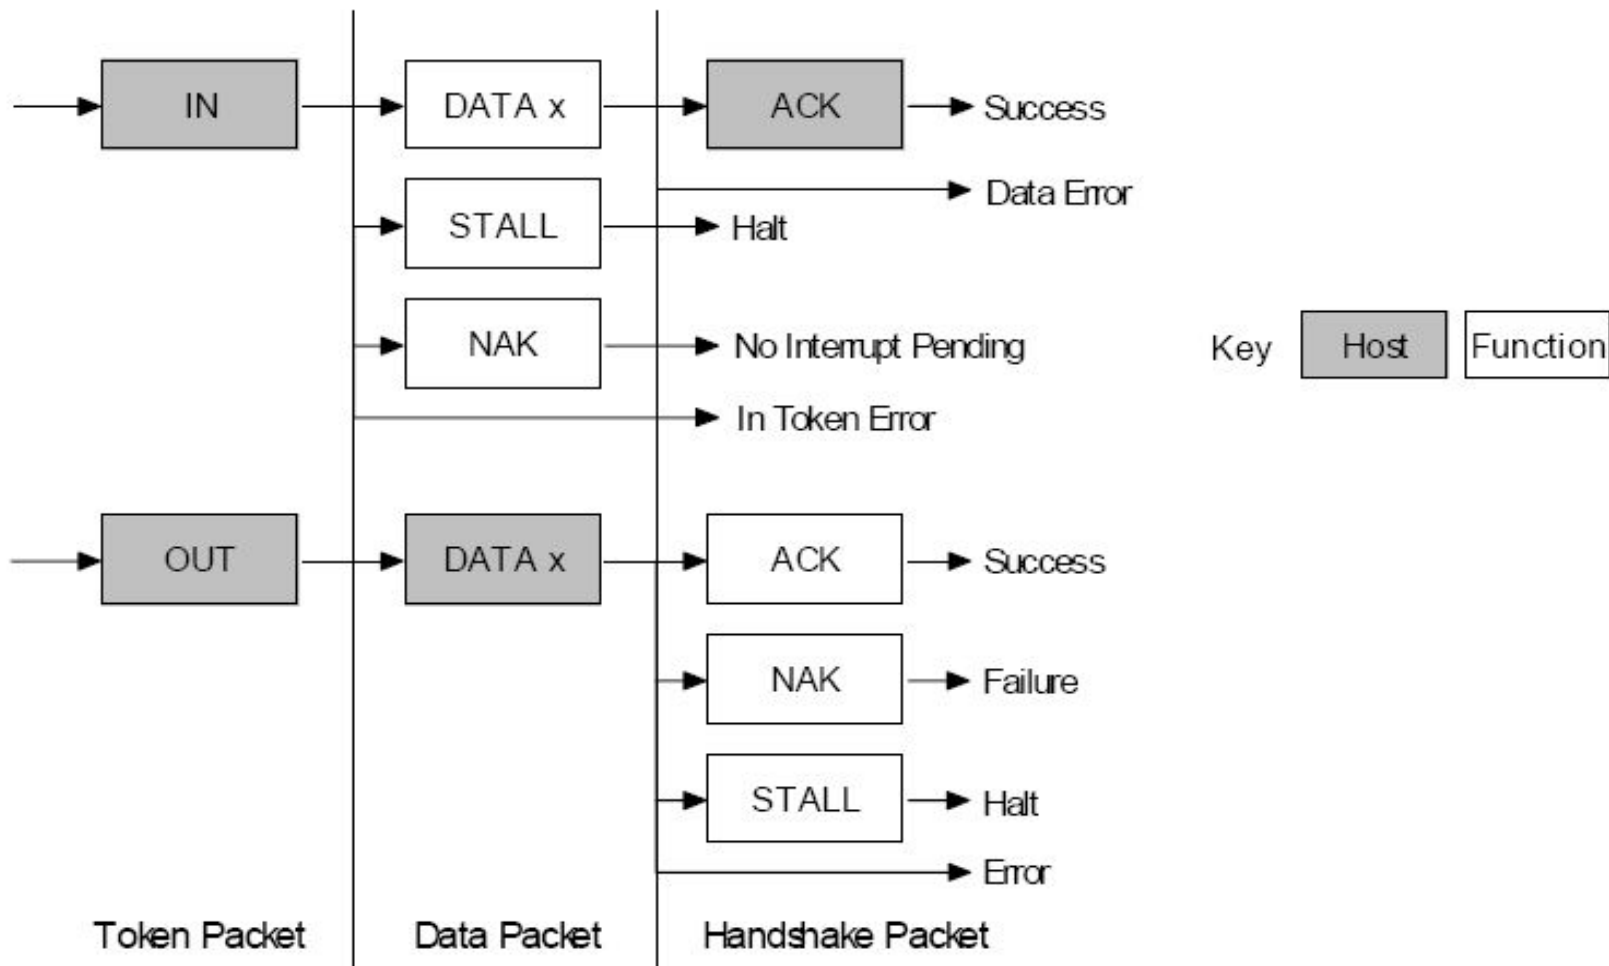 IN
DATA x
ACK
Success
Data Error
STALL
Halt
NAK
No Interrupt Pending
In Token Error
Key
Host
Function
OUT
DATA x
ACK
Success
NAK
Failure
STALL
Halt
Error
Token Packet
Data Packet
Handshake Packet